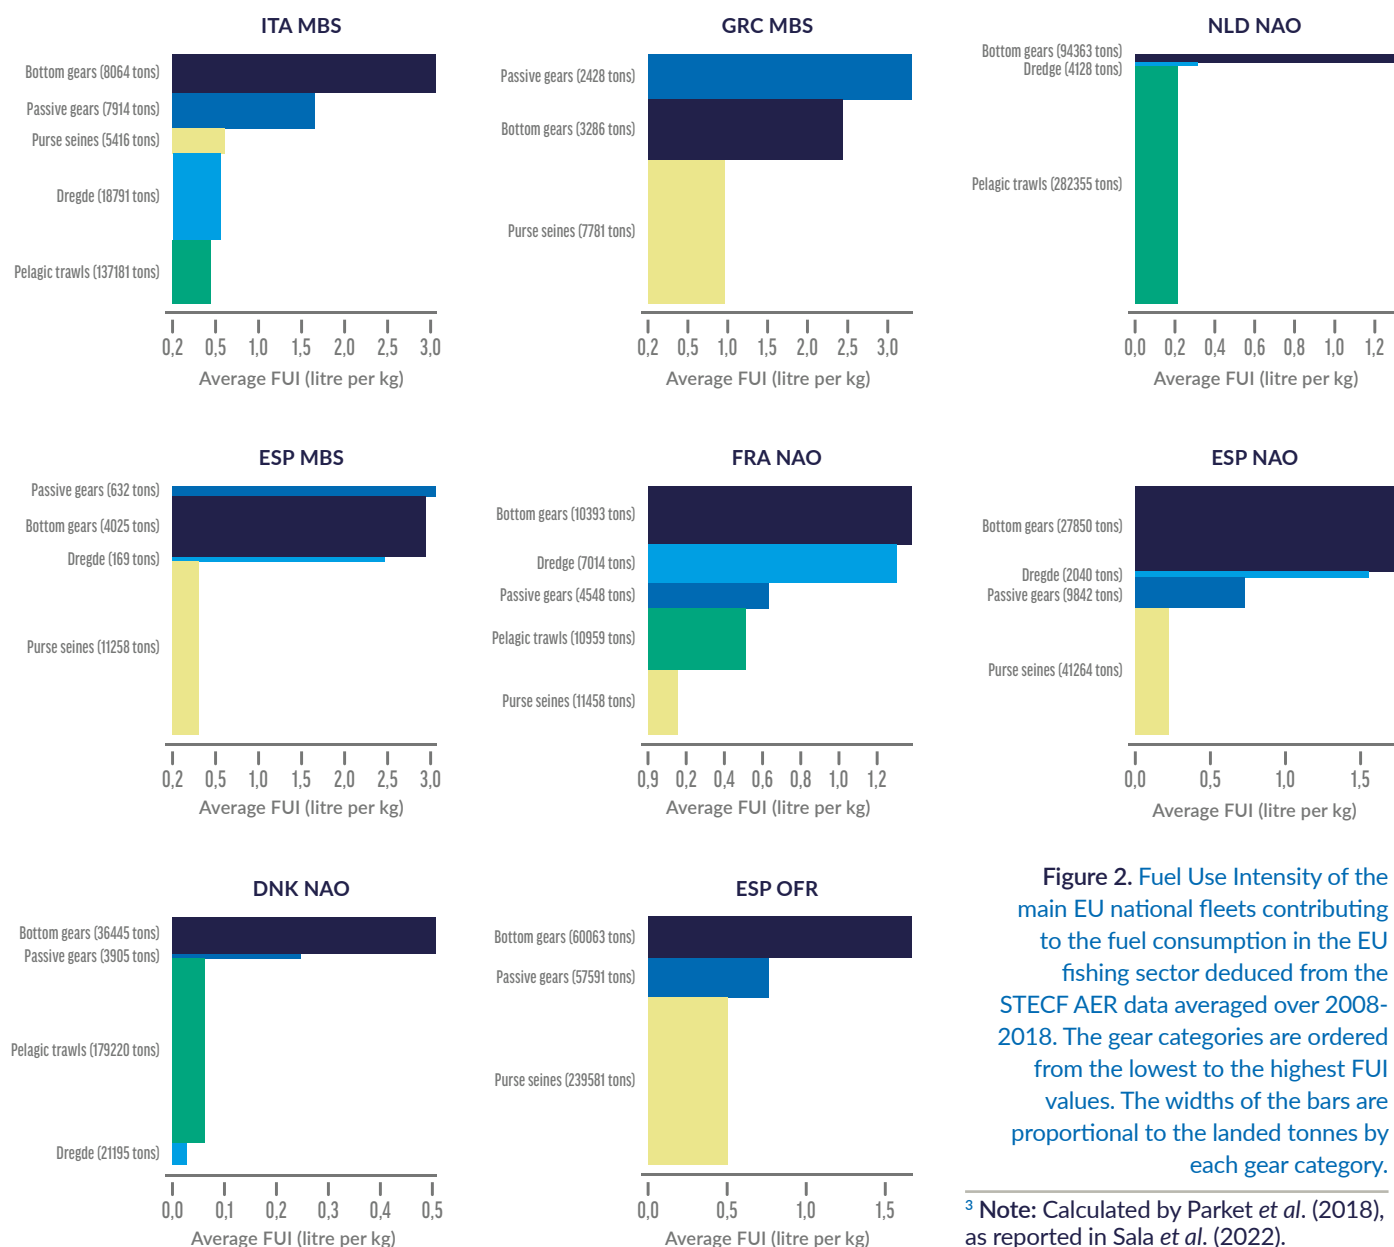 ITA MBS
Bottom gears (8064 tons)
Passive gears (7914 tons)
Purse seines (5416 tons)
Dregde (18791 tons)
Pelagic trawls (137181 tons)
0,2 0,5 1,0 1,5 2,0 2,5 3,0
Average FUI (litre per kg)
GRC MBS
Passive gears (2428 tons)
Bottom gears (3286 tons)
Purse seines (7781 tons)
0,2 0,5 1,0 1,5 2,0 2,5 3,0
Average FUI (litre per kg)
NLD NAO
Bottom gears (94363 tons)
Dredge (4128 tons)
Pelagic trawls (282355 tons)
0,0 0,2 0,4 0,6 0,8 1,0 1,2
Average FUI (litre per kg)
ESP MBS
Passive gears (632 tons)
Bottom gears (4025 tons)
Dregde (169 tons)
Purse seines (11258 tons)
0,2 0,5 1,0 1,5 2,0 2,5 3,0
Average FUI (litre per kg)
FRA NAO
Bottom gears (10393 tons)
Dredge (7014 tons)
Passive gears (4548 tons)
Pelagic trawls (10959 tons)
Purse seines (11458 tons)
0,9 0,2 0,4 0,6 0,8 1,0 1,2
Average FUI (litre per kg)
ESP NAO
Bottom gears (27850 tons)
Dregde (2040 tons)
Passive gears (9842 tons)
Purse seines (41264 tons)
0,0 0,5 1,0 1,5
Average FUI (litre per kg)
DNK NAO
Bottom gears (36445 tons)
Passive gears (3905 tons)
Pelagic trawls (179220 tons)
Dregde (21195 tons)
0,0 0,1 0,2 0,3 0,4 0,5
Average FUI (litre per kg)
ESP OFR
Bottom gears (60063 tons)
Passive gears (57591 tons)
Purse seines (239581 tons)
0,0 0,5 1,0 1,5
Average FUI (litre per kg)
Figure 2. Fuel Use Intensity of the
main EU national fleets contributing
to the fuel consumption in the EU
fishing sector deduced from the
STECF AER data averaged over 2008-
2018. The gear categories are ordered
from the lowest to the highest FUI
values. The widths of the bars are
proportional to the landed tonnes by
each gear category.
³ Note: Calculated by Parket et al. (2018),
as reported in Sala et al. (2022).